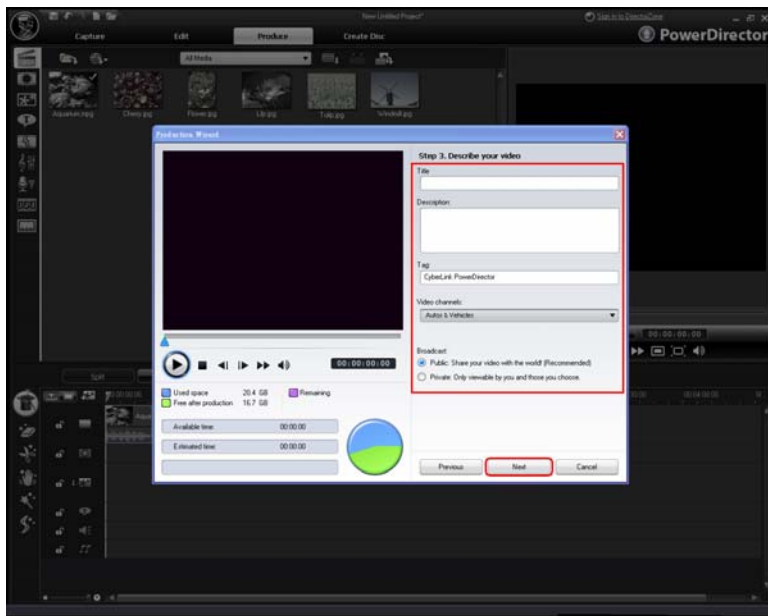 New Untitled Project*
Sign in to DirectorZone
Capture
Edit
Produce
Create Disc
PowerDirector
All Media
Aquarium.mpg
Cherry.jpg
Flower.jpg
Lily.jpg
Tulip.jpg
Windmill.jpg
Production Wizard
Step 3. Describe your video
Title
Description:
Tag:
CyberLink PowerDirector
Video channels:
Autos & Vehicles
Broadcast:
Public: Share your video with the world! (Recommended)
Private: Only viewable by you and those you choose.
00:00:00:00
Used space
20.4 GB
Remaining
Free after production
16.7 GB
Available time:
00:00:00
Estimated time:
00:00:00
Previous
Next
Cancel
00:00:00:00
Split